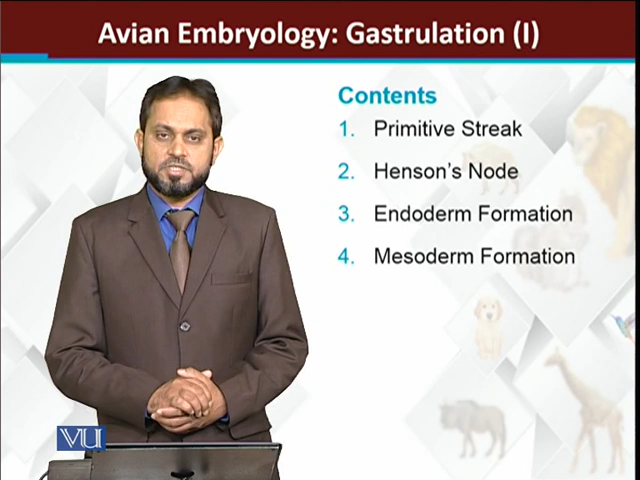 Avian Embryology: Gastrulation (I)
Contents
1. Primitive Streak
2. Henson's Node
3. Endoderm Formation
4. Mesoderm Formation
VU